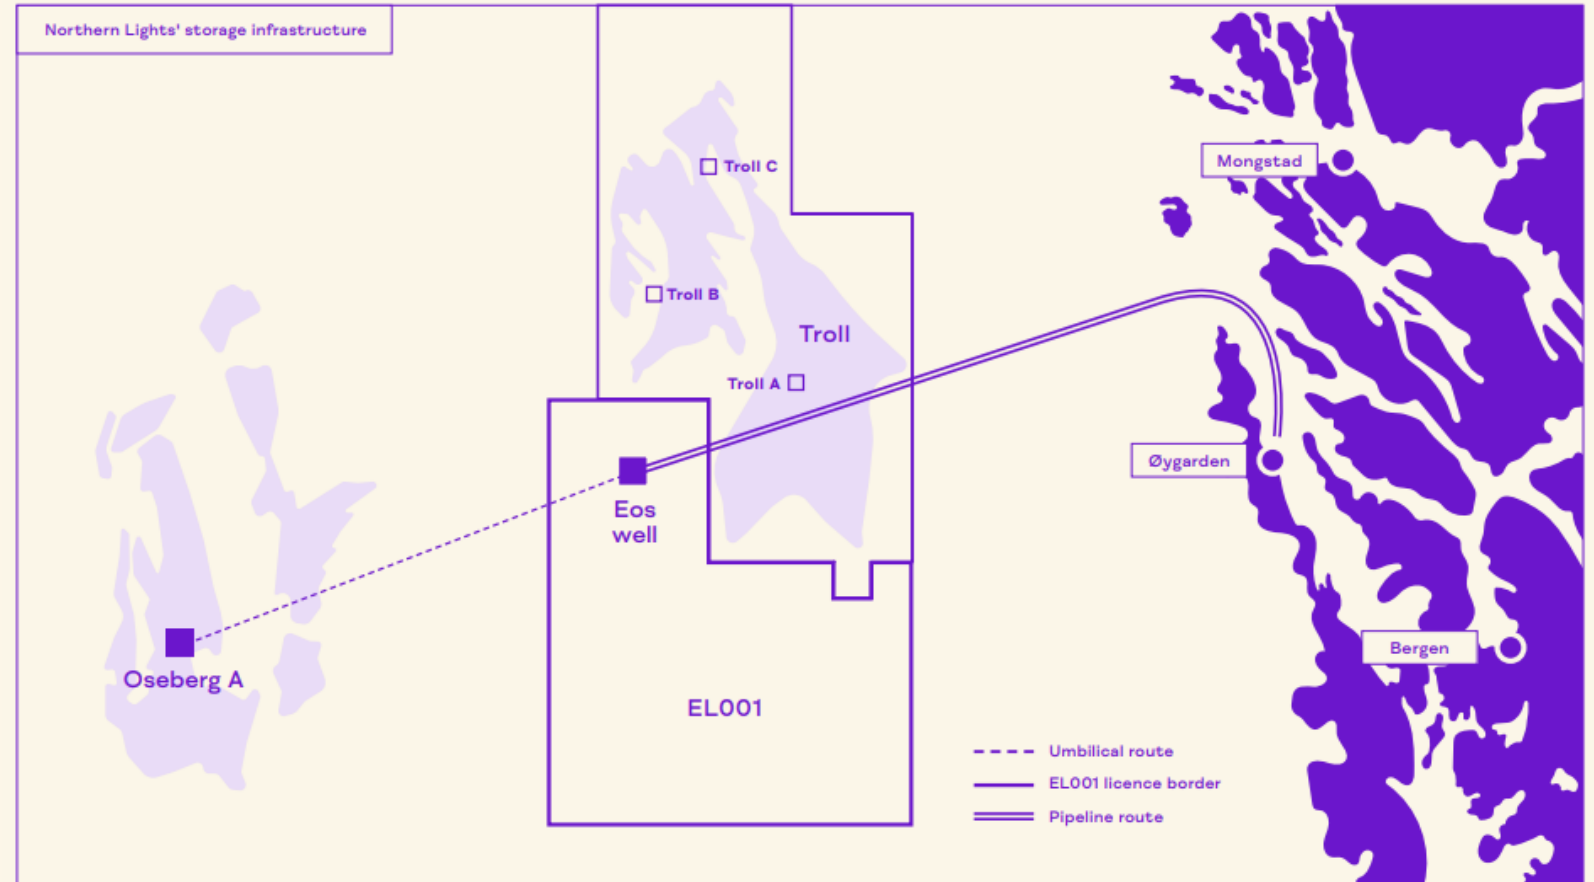 Northern Lights' storage infrastructure
Mongstad
Troll C
Troll B
Troll
Troll A
Øygarden
Eos
well
Bergen
Oseberg A
EL001
Umbilical route
EL001 licence border
Pipeline route